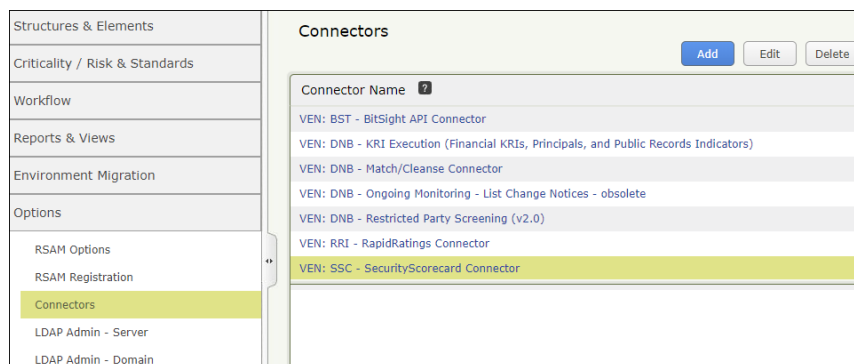 Structures & Elements
Criticality / Risk & Standards
Workflow
Reports & Views
Environment Migration
Options
RSAM Options
RSAM Registration
Connectors
LDAP Admin - Server
LDAP Admin - Domain
Connectors
Add Edit Delete
Connector Name ?
VEN: BST - BitSight API Connector
VEN: DNB - KRI Execution (Financial KRIs, Principals, and Public Records Indicators)
VEN: DNB - Match/Cleanse Connector
VEN: DNB - Ongoing Monitoring - List Change Notices - obsolete
VEN: DNB - Restricted Party Screening (v2.0)
VEN: RRI - RapidRatings Connector
VEN: SSC - SecurityScorecard Connector